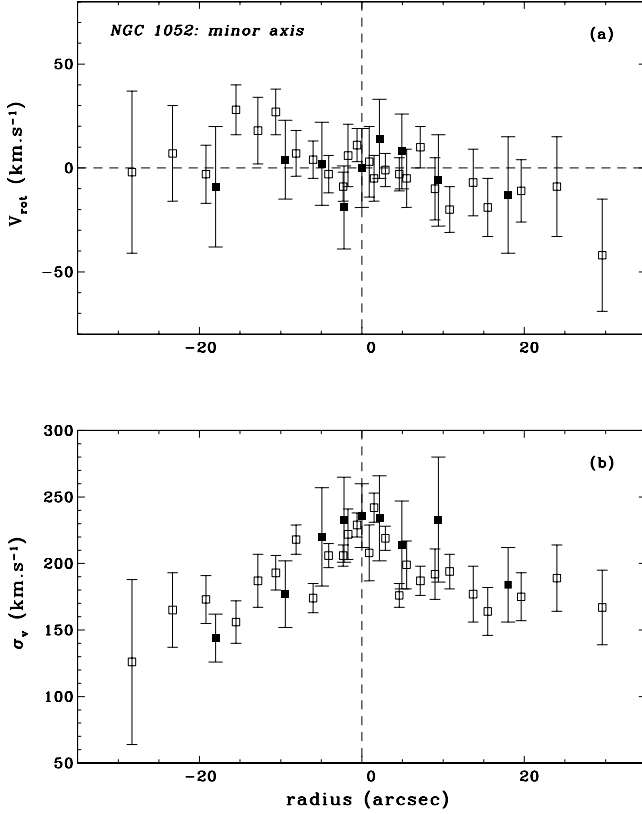 NGC 1052: minor axis
(a)
50
0
−50
V_rot (km.s⁻¹)
−20 0 20
300
(b)
250
200
150
100
50
σ_v (km.s⁻¹)
−20 0 20
radius (arcsec)